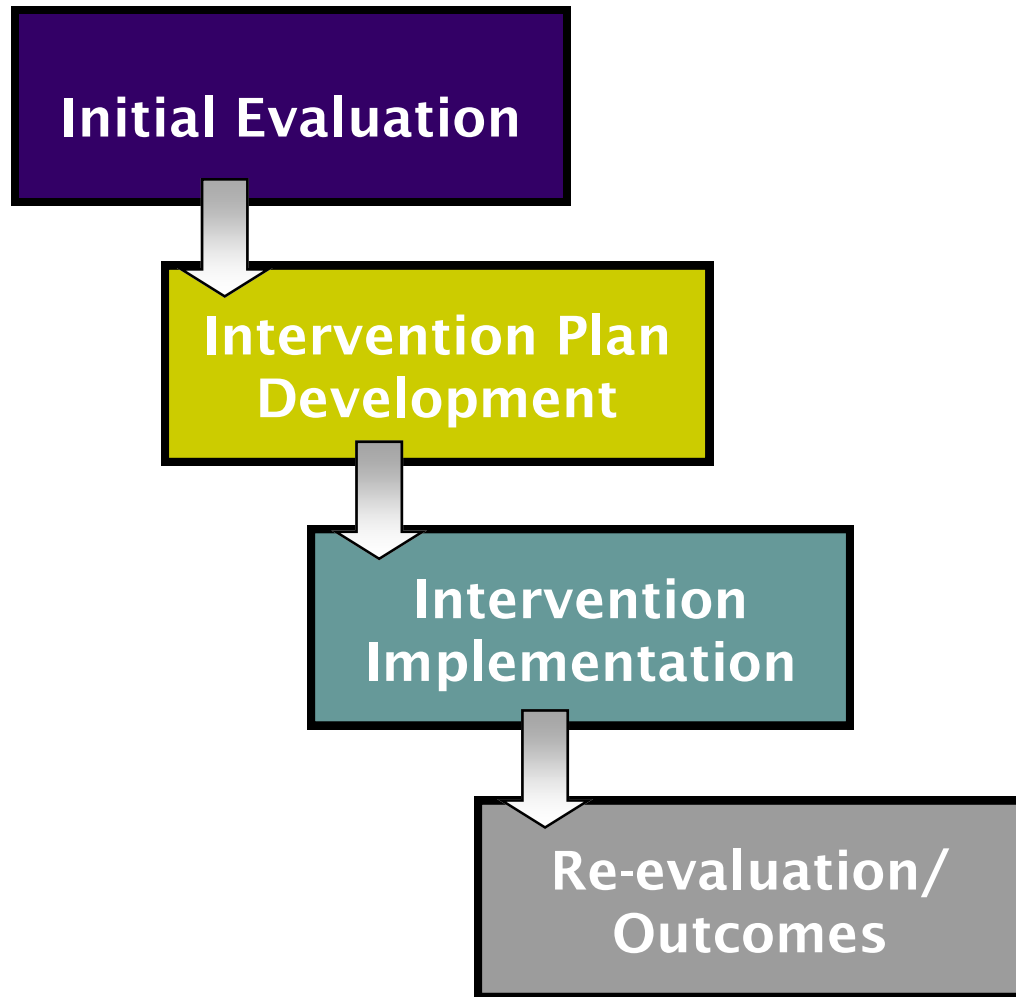 Initial Evaluation
Intervention Plan
Development
Intervention
Implementation
Re-evaluation/
Outcomes